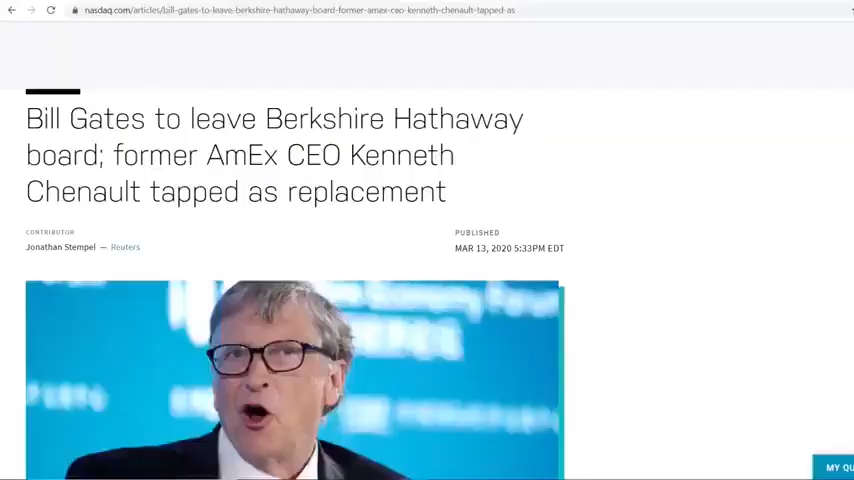 nasdaq.com/articles/bill-gates-to-leave-berkshire-hathaway-board-former-amex-ceo-kenneth-chenault-tapped-as
Bill Gates to leave Berkshire Hathaway
board; former AmEx CEO Kenneth
Chenault tapped as replacement
CONTRIBUTOR
Jonathan Stempel — Reuters
PUBLISHED
MAR 13, 2020 5:33PM EDT
MY QU